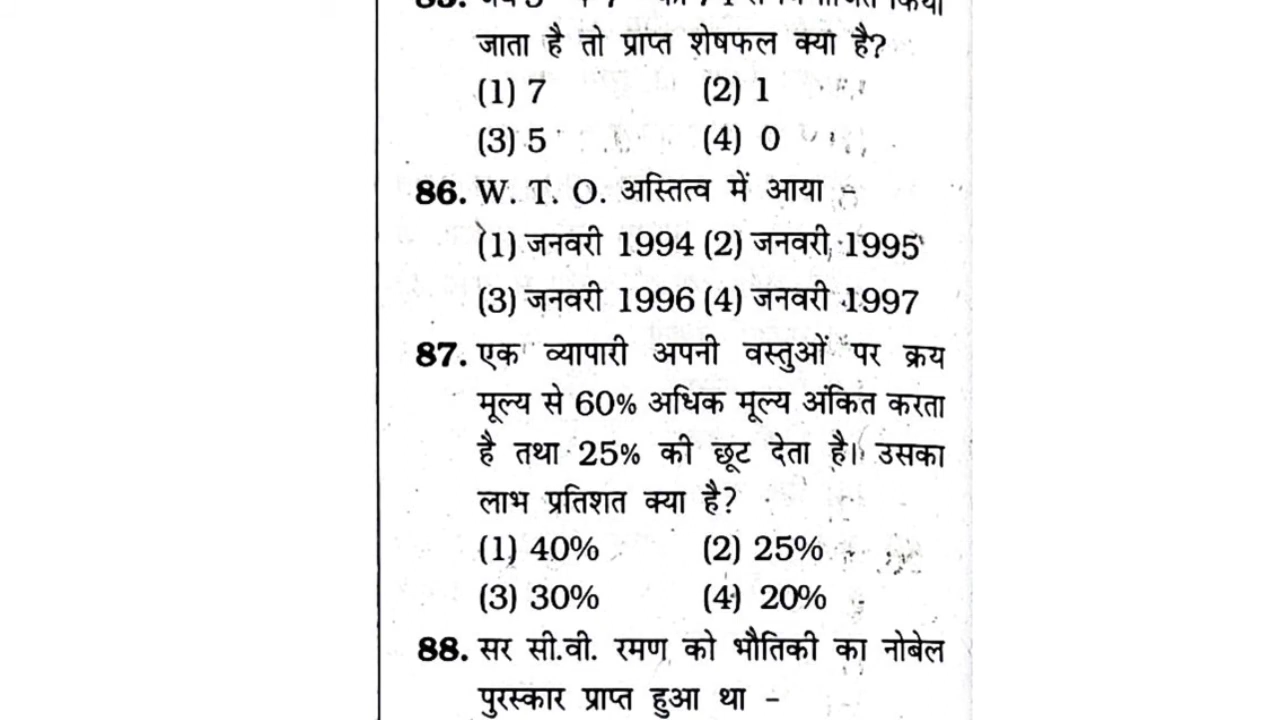 जाता है तो प्राप्त शेषफल क्या है?
(1) 7 (2) 1
(3) 5 (4) 0
86. W. T. O. अस्तित्व में आया -
(1) जनवरी 1994 (2) जनवरी 1995
(3) जनवरी 1996 (4) जनवरी 1997
87. एक व्यापारी अपनी वस्तुओं पर क्रय
मूल्य से 60% अधिक मूल्य अंकित करता
है तथा 25% की छूट देता है। उसका
लाभ प्रतिशत क्या है?
(1) 40% (2) 25%
(3) 30% (4) 20%
88. सर सी.वी. रमण को भौतिकी का नोबेल
पुरस्कार प्राप्त हुआ था -